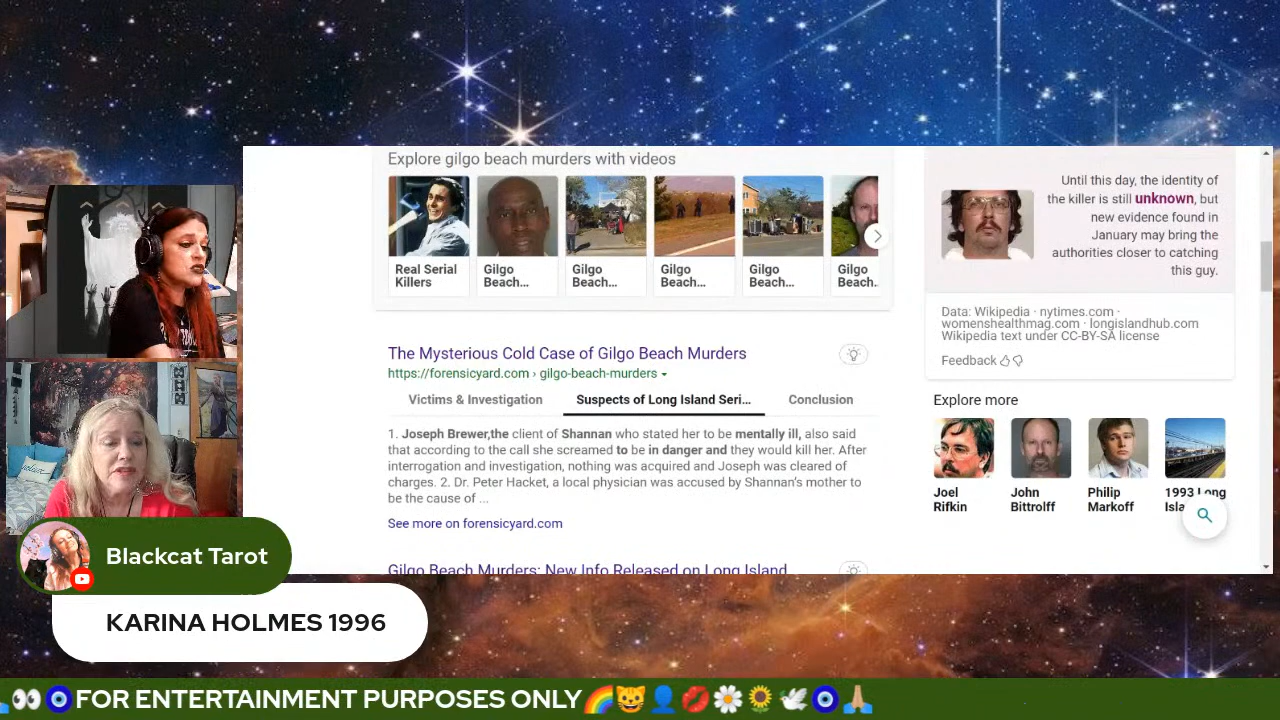 Explore gilgo beach murders with videos
Real Serial
Killers
Gilgo
Beach...
Gilgo
Beach...
Gilgo
Beach...
Gilgo
Beach...
Gilgo
Beach..
The Mysterious Cold Case of Gilgo Beach Murders
https://forensicyard.com › gilgo-beach-murders
Victims & Investigation
Suspects of Long Island Seri...
Conclusion
1. Joseph Brewer,the client of Shannan who stated her to be mentally ill, also said
that according to the call she screamed to be in danger and they would kill her. After
interrogation and investigation, nothing was acquired and Joseph was cleared of
charges. 2. Dr. Peter Hacket, a local physician was accused by Shannan's mother to
be the cause of ...
See more on forensicyard.com
Gilgo Beach Murders: New Info Released on Long Island
Until this day, the identity of
the killer is still unknown, but
new evidence found in
January may bring the
authorities closer to catching
this guy.
Data: Wikipedia · nytimes.com ·
womenshealthmag.com · longislandhub.com
Wikipedia text under CC-BY-SA license
Feedback
Explore more
Joel
Rifkin
John
Bittrolff
Philip
Markoff
1993 Long
Blackcat Tarot
KARINA HOLMES 1996
FOR ENTERTAINMENT PURPOSES ONLY